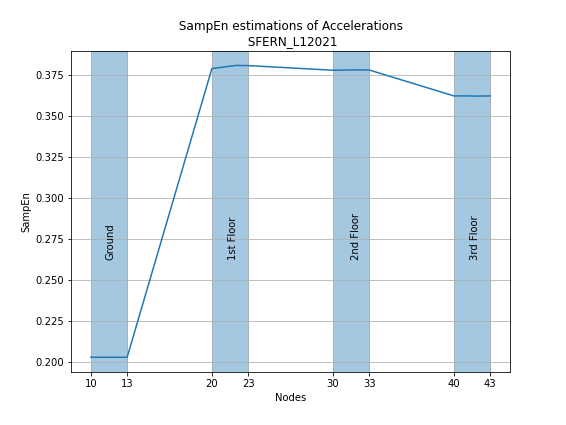 SampEn estimations of Accelerations
SFERN_L12021
0.375
0.350
0.325
0.300
0.275
0.250
0.225
0.200
SampEn
Ground
1st Floor
2nd Floor
3rd Floor
10 13 20 23 30 33 40 43
Nodes